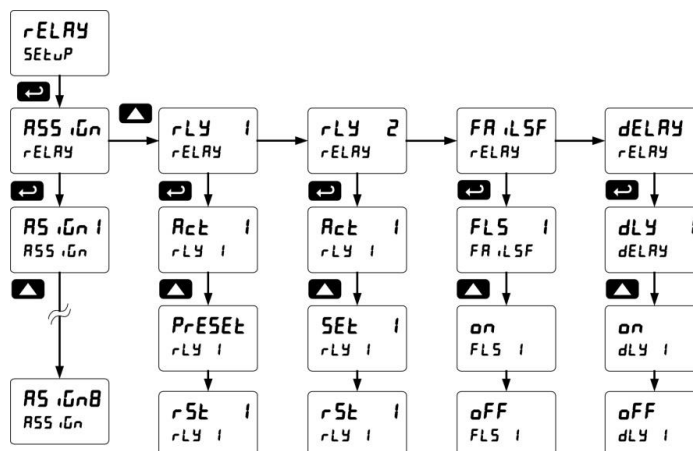 rELAY
SEtuP
ASSiGn
rELAY
rLY 1
rELAY
rLY 2
rELAY
FAiLSF
rELAY
dELAY
rELAY
ASiGn1
ASSiGn
Act 1
rLY 1
Act 1
rLY 1
FLS 1
FAiLSF
dLY 1
dELAY
PrESEt
rLY 1
SEt 1
rLY 1
on
FLS 1
on
dLY 1
ASiGn8
ASSiGn
rSt 1
rLY 1
rSt 1
rLY 1
oFF
FLS 1
oFF
dLY 1